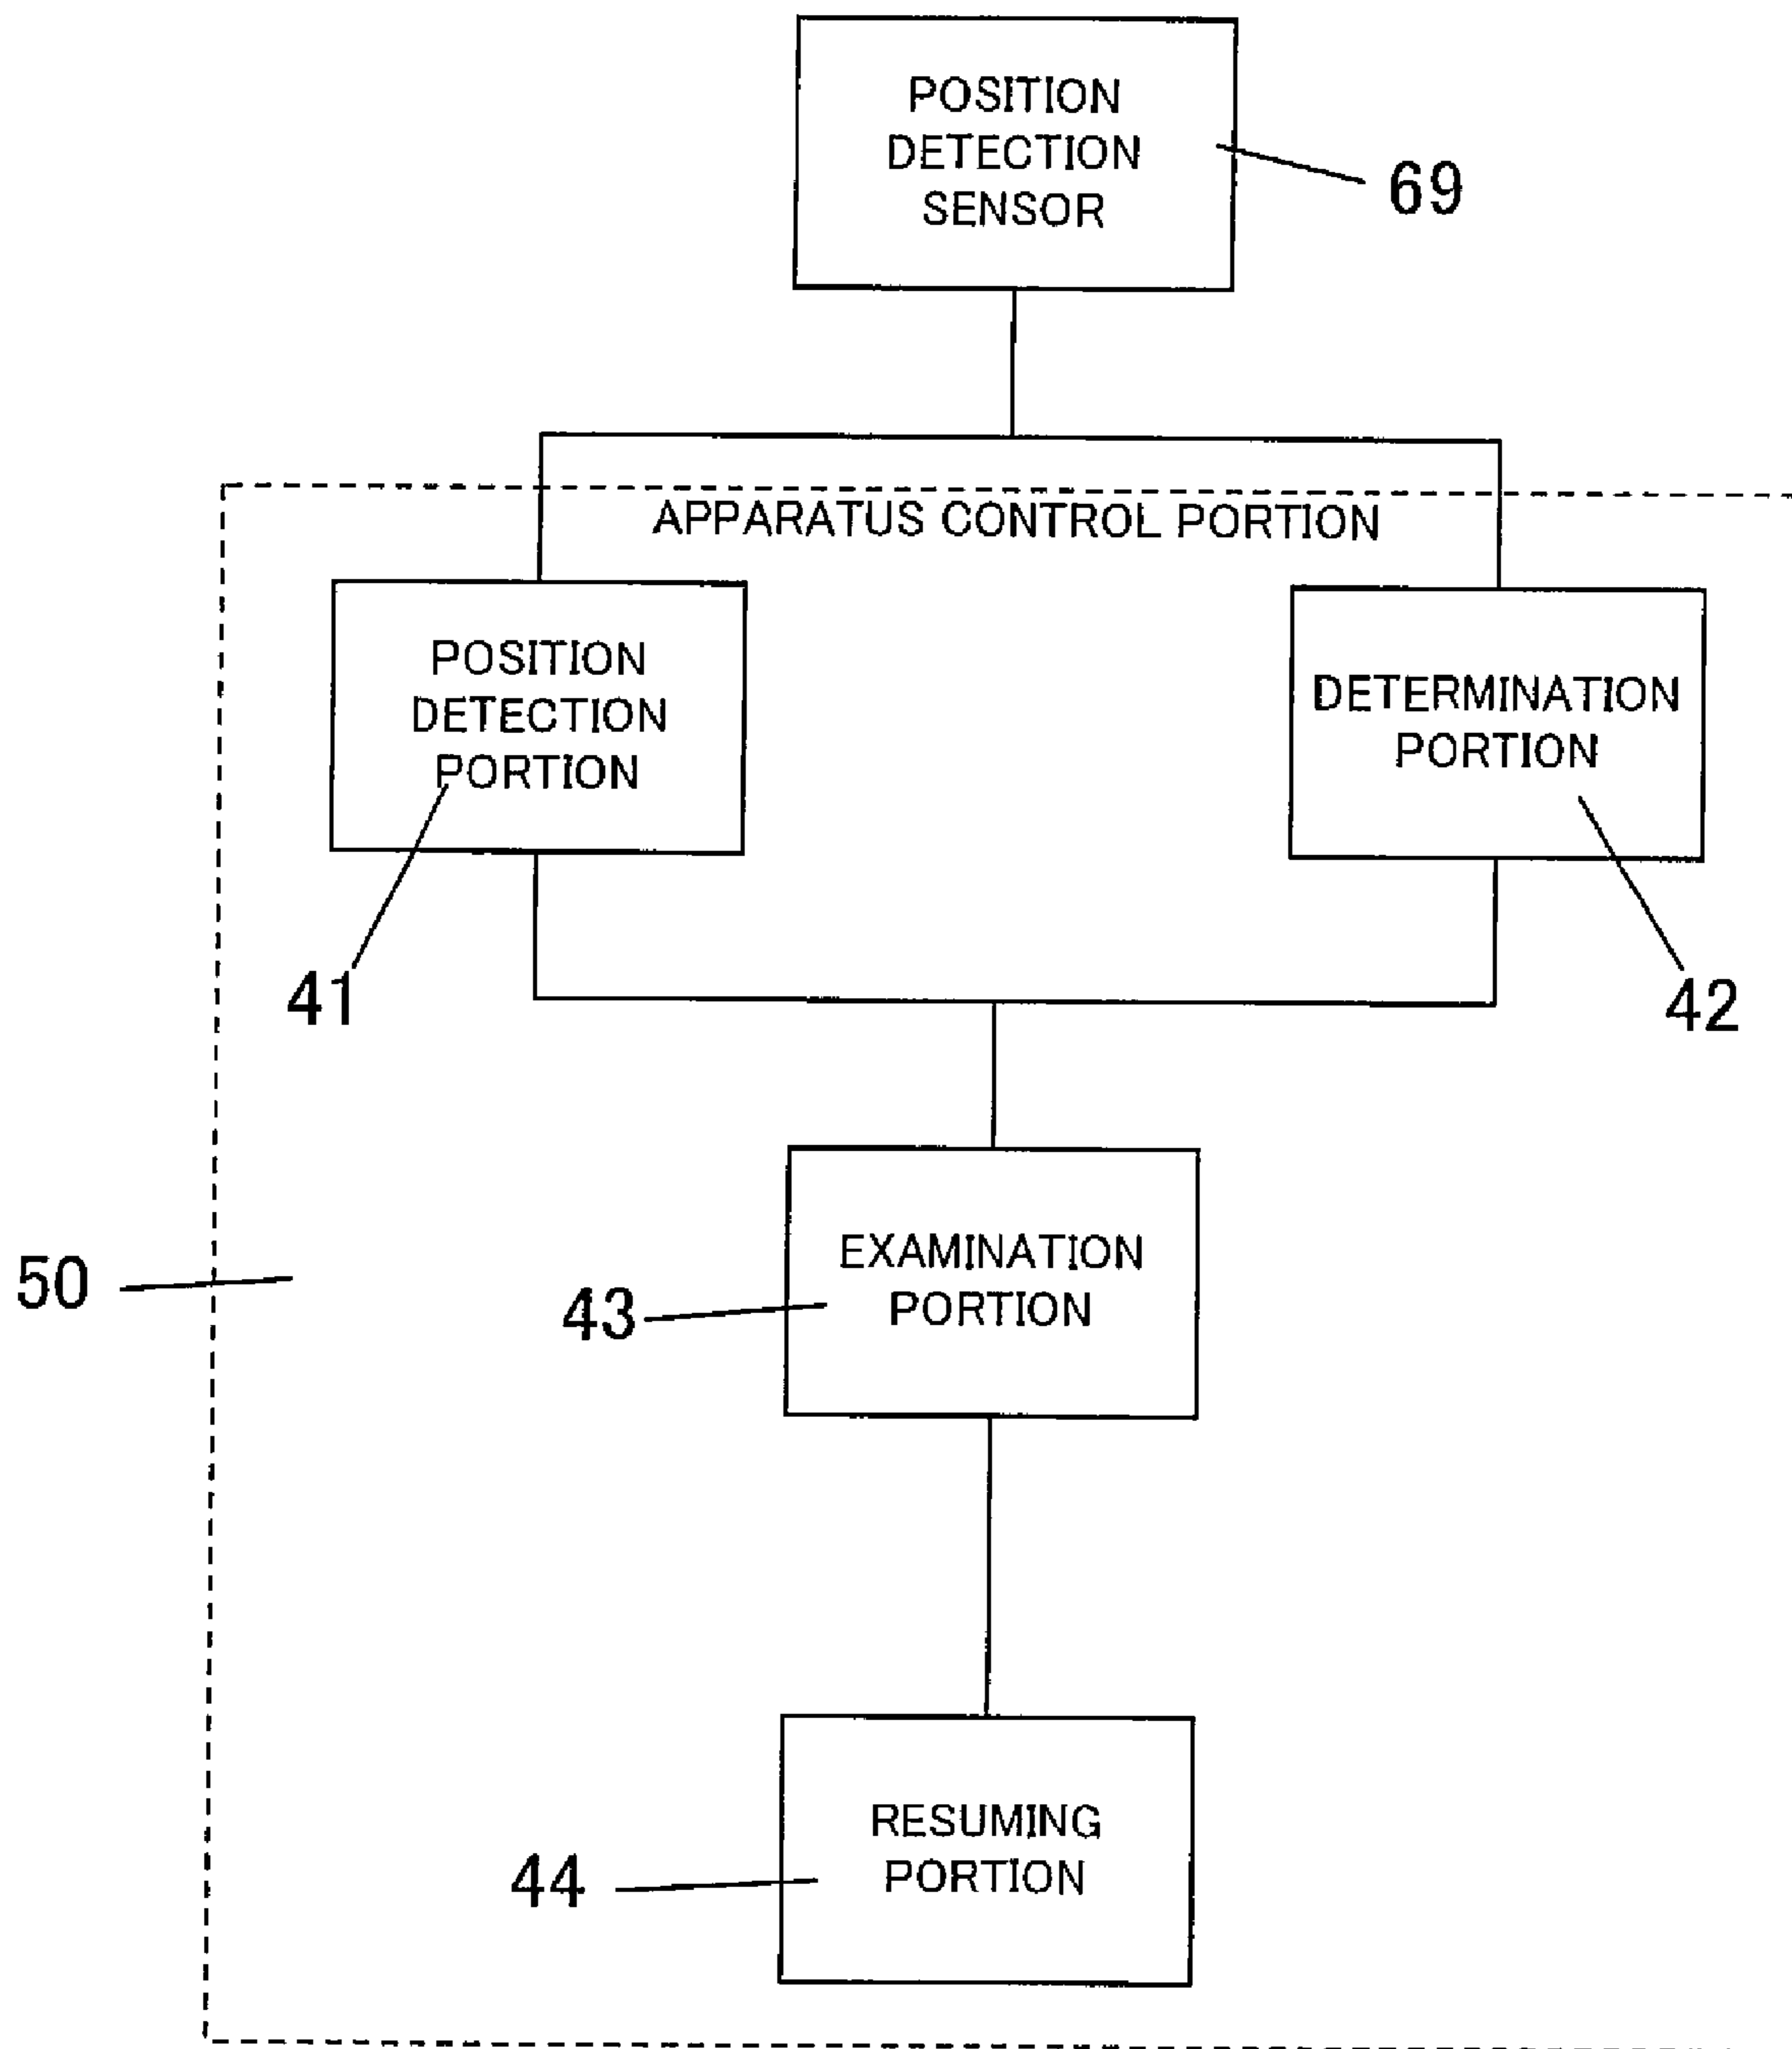 POSITION
DETECTION
SENSOR
69
APPARATUS CONTROL PORTION
POSITION
DETECTION
PORTION
41
DETERMINATION
PORTION
42
EXAMINATION
PORTION
43
50
RESUMING
PORTION
44